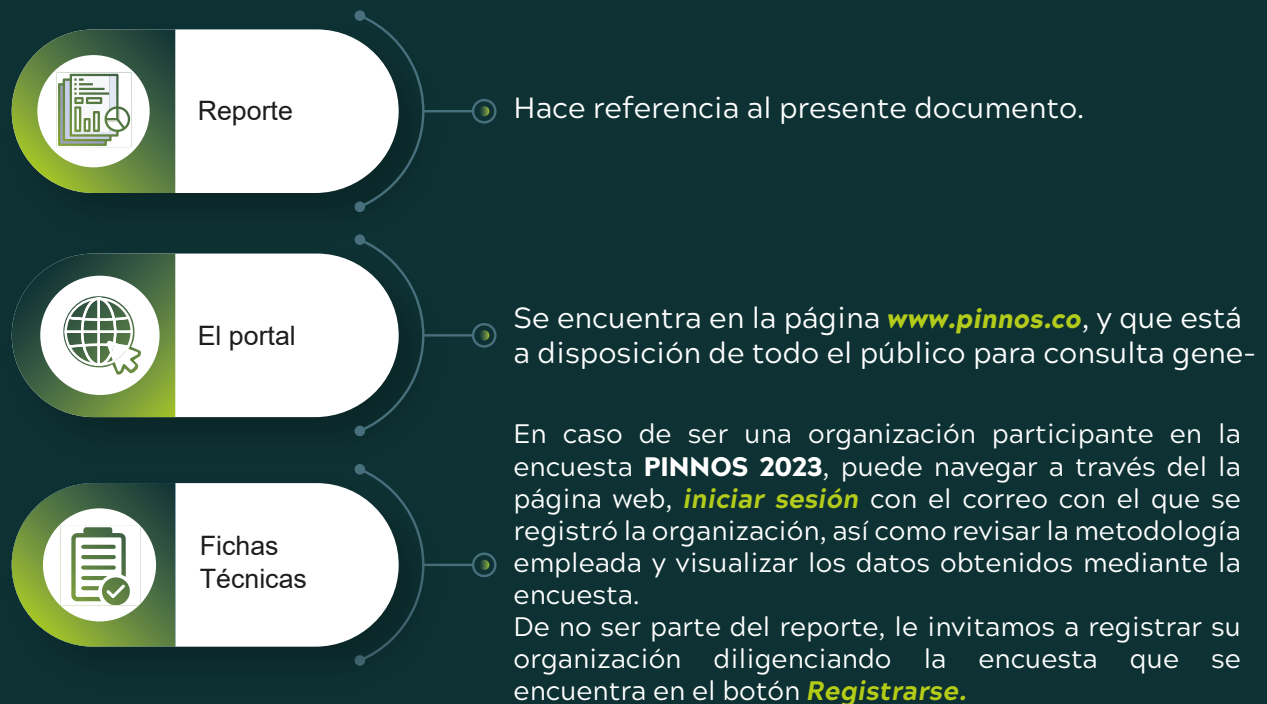 Reporte
Hace referencia al presente documento.
El portal
Se encuentra en la página www.pinnos.co, y que está
a disposición de todo el público para consulta gene-
Fichas
Técnicas
En caso de ser una organización participante en la
encuesta PINNOS 2023, puede navegar a través del la
página web, iniciar sesión con el correo con el que se
registró la organización, así como revisar la metodología
empleada y visualizar los datos obtenidos mediante la
encuesta.
De no ser parte del reporte, le invitamos a registrar su
organización diligenciando la encuesta que se
encuentra en el botón Registrarse.